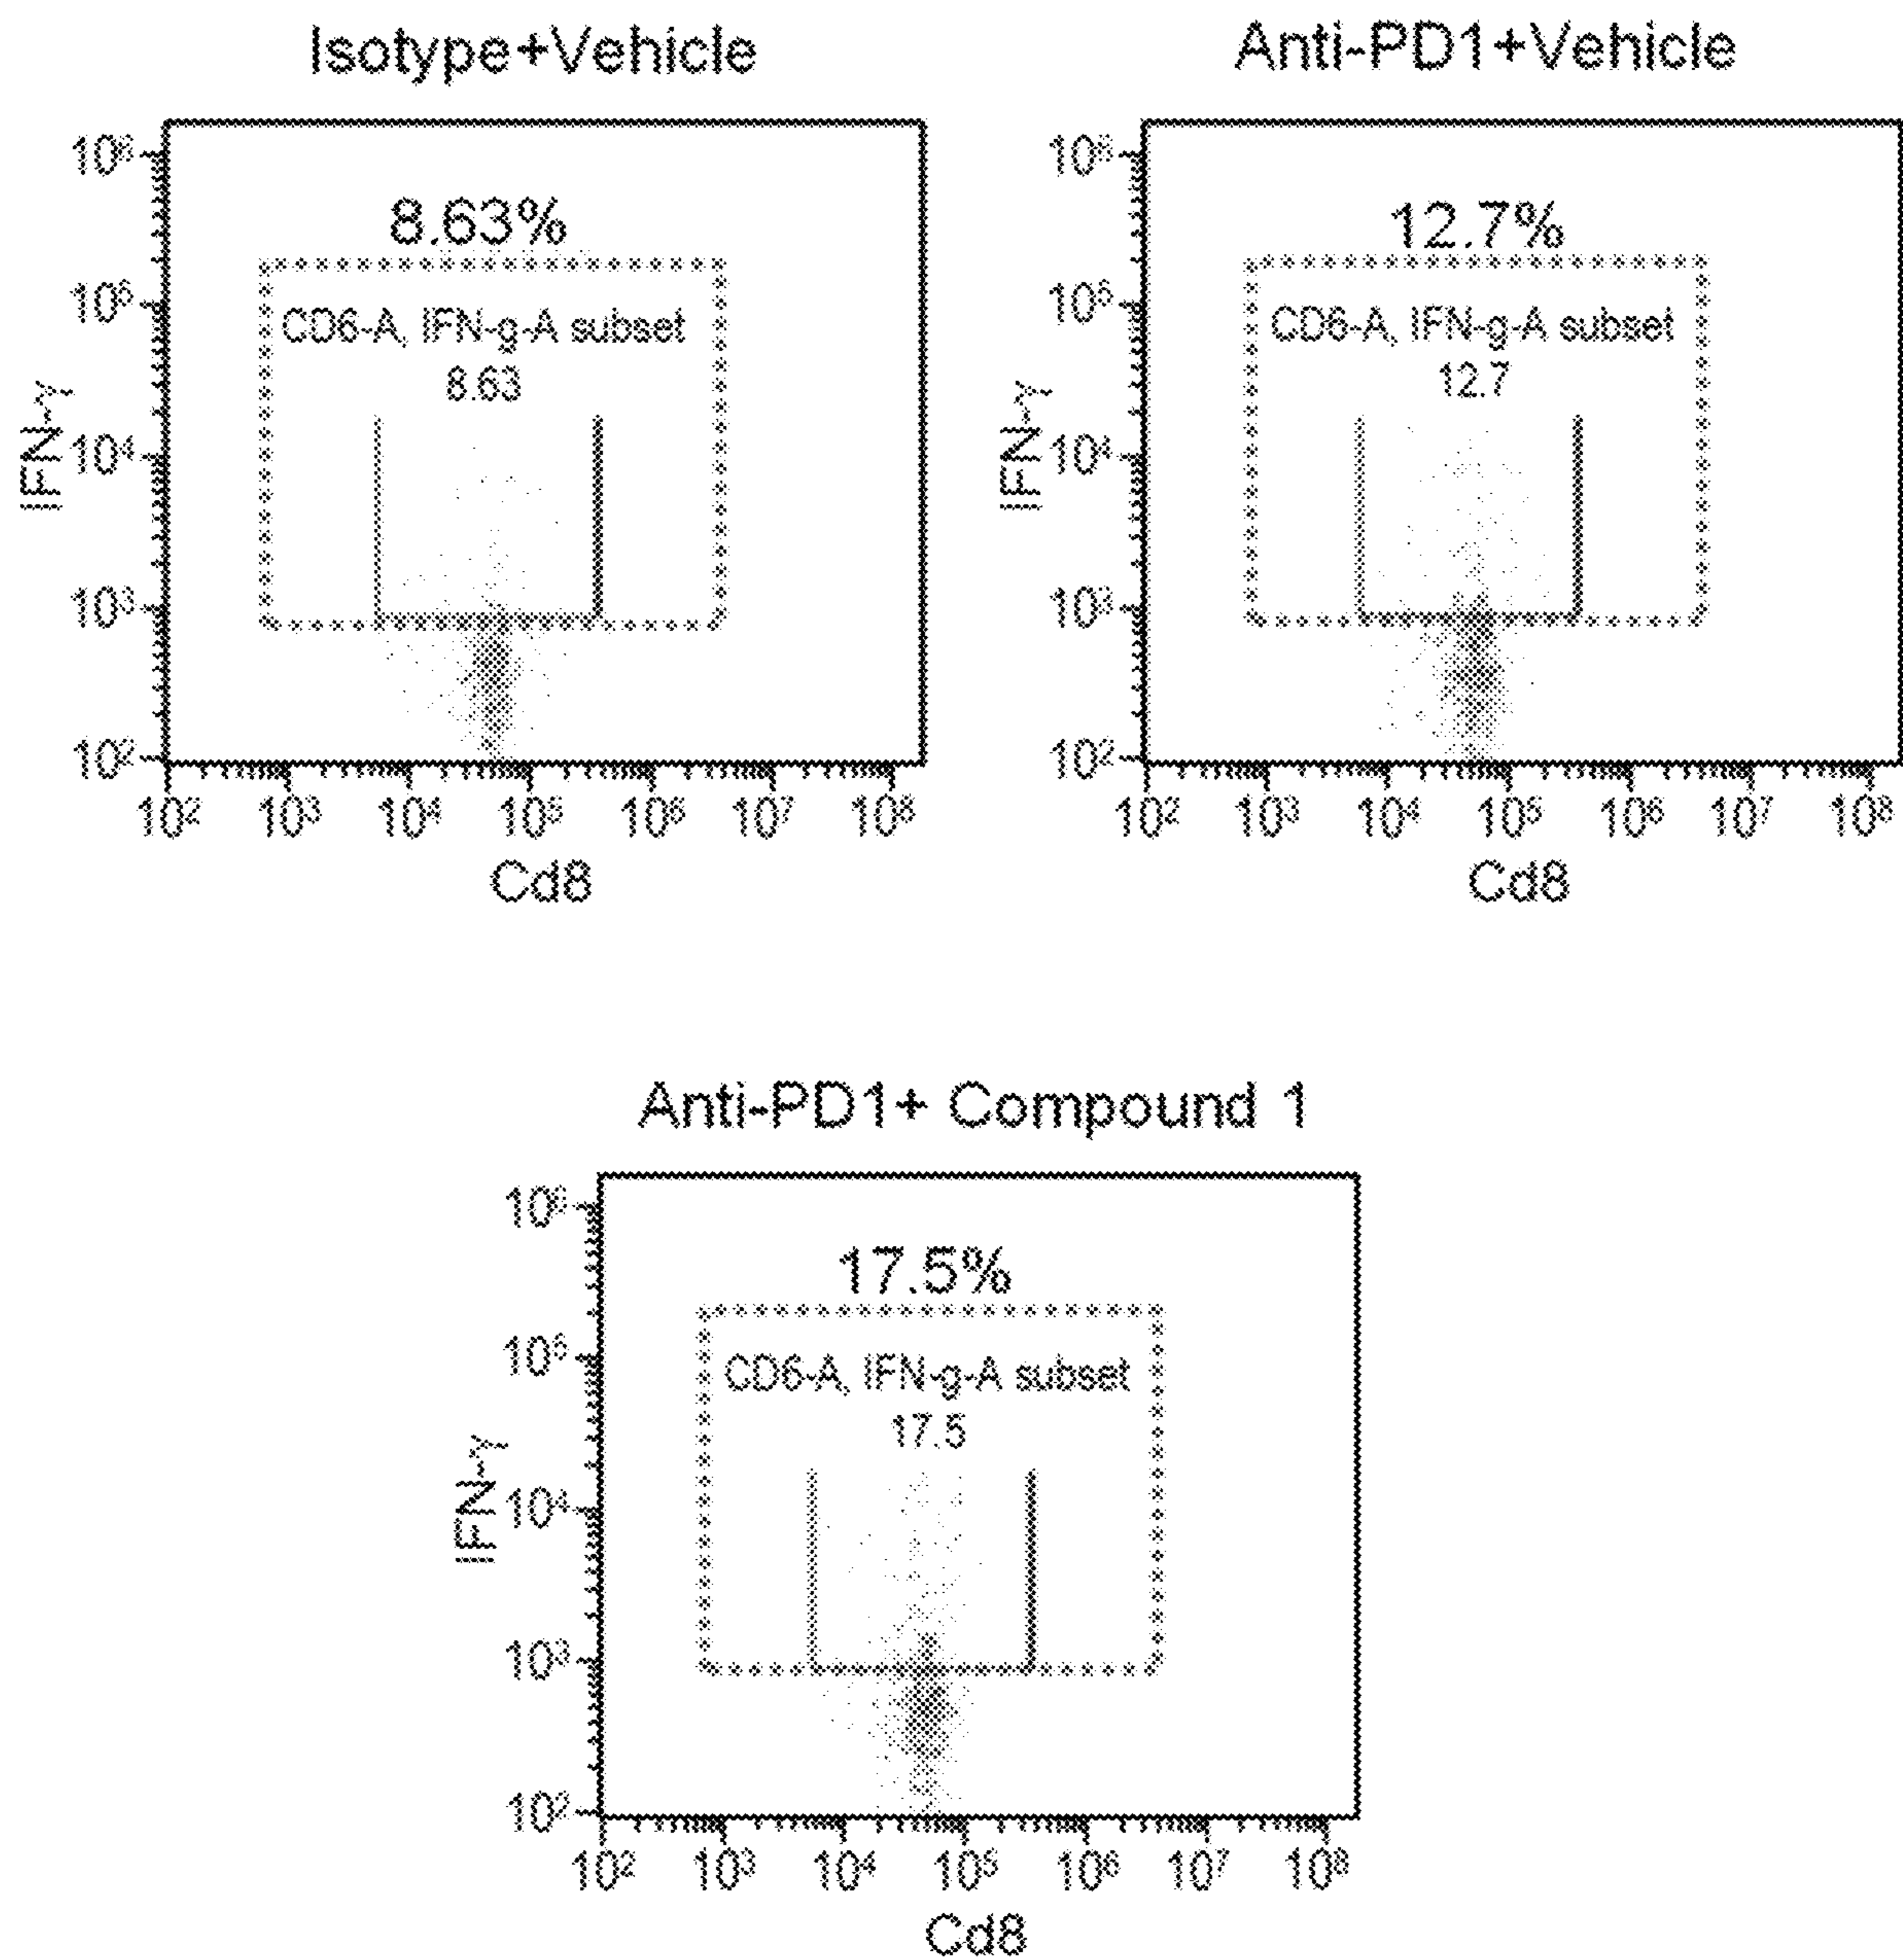 Isotype+Vehicle
8.63%
CD6-A, IFN-g-A subset
8.63
IFN-γ
10⁶
10⁵
10⁴
10³
10²
10² 10³ 10⁴ 10⁵ 10⁶ 10⁷ 10⁸
Cd8
Anti-PD1+Vehicle
12.7%
CD6-A, IFN-g-A subset
12.7
IFN-γ
10⁶
10⁵
10⁴
10³
10²
10² 10³ 10⁴ 10⁵ 10⁶ 10⁷ 10⁸
Cd8
Anti-PD1+ Compound 1
17.5%
CD6-A, IFN-g-A subset
17.5
IFN-γ
10⁶
10⁵
10⁴
10³
10²
10² 10³ 10⁴ 10⁵ 10⁶ 10⁷ 10⁸
Cd8